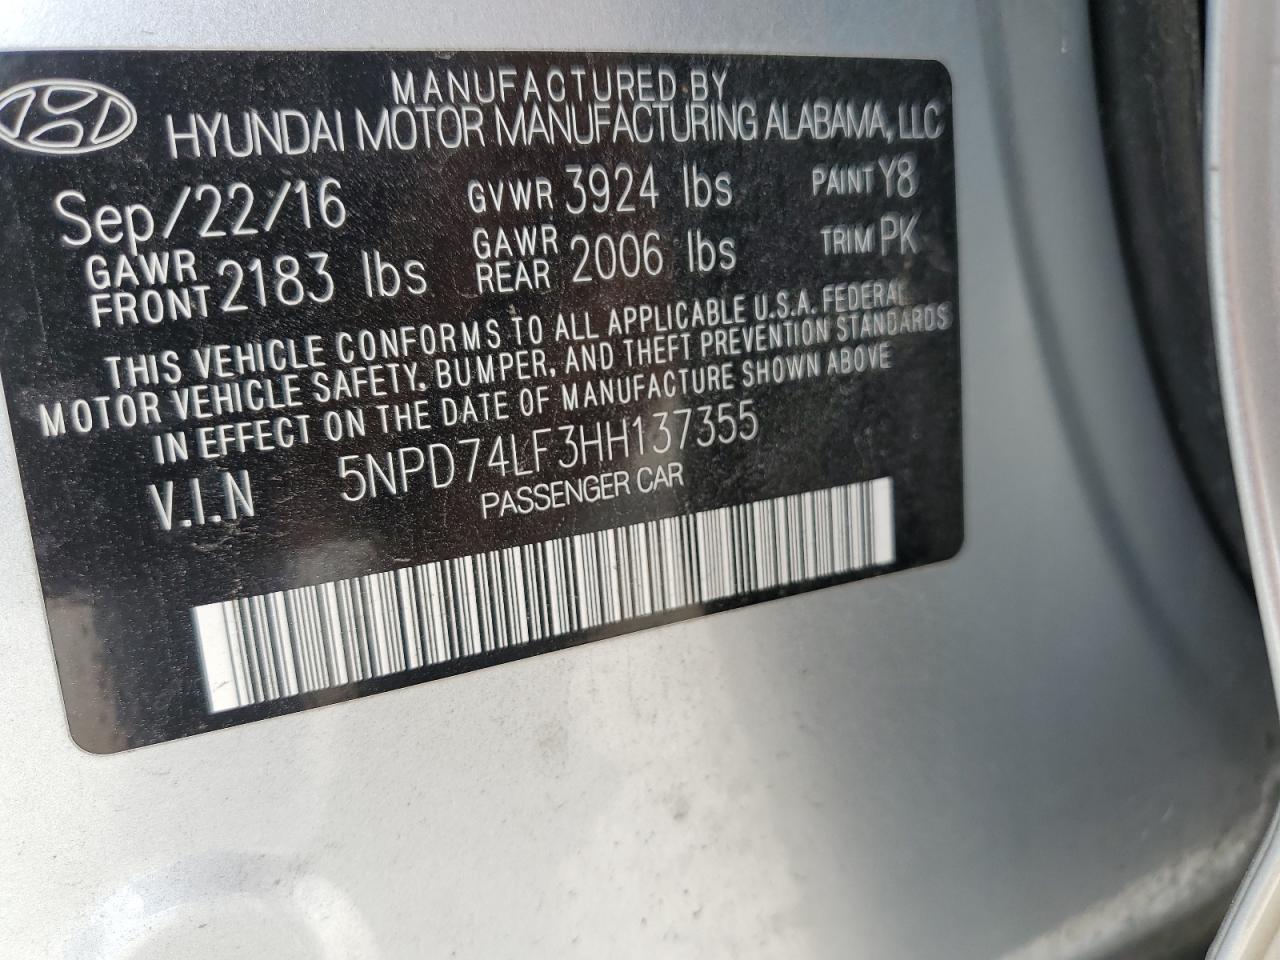 MANUFACTURED BY
HYUNDAI MOTOR MANUFACTURING ALABAMA, LLC
Sep/22/16 GVWR 3924 lbs PAINT Y8
GAWR FRONT 2183 lbs GAWR REAR 2006 lbs TRIM PK
THIS VEHICLE CONFORMS TO ALL APPLICABLE U.S.A. FEDERAL
MOTOR VEHICLE SAFETY, BUMPER, AND THEFT PREVENTION STANDARDS
IN EFFECT ON THE DATE OF MANUFACTURE SHOWN ABOVE
V.I.N 5NPD74LF3HH137355
PASSENGER CAR